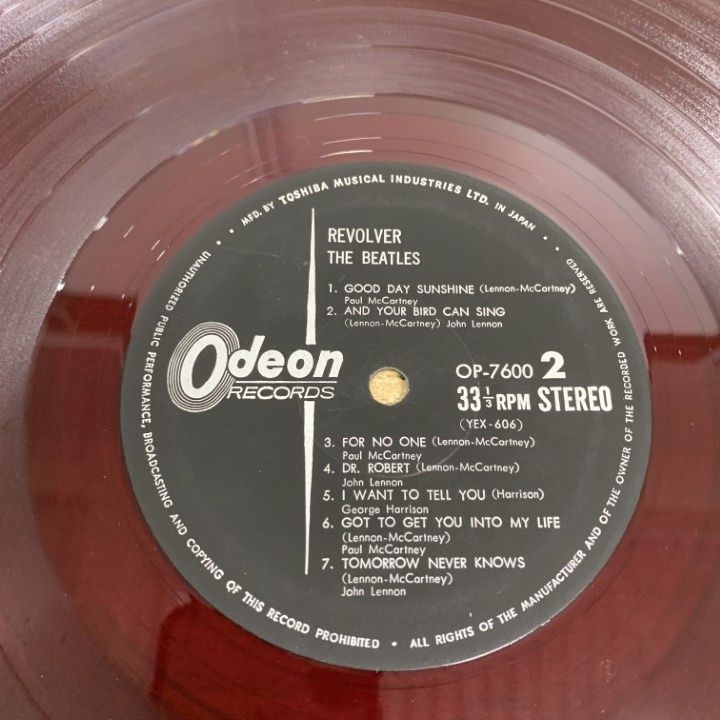 MFD. BY TOSHIBA MUSICAL INDUSTRIES LTD. IN JAPAN •
REVOLVER
THE BEATLES
1. GOOD DAY SUNSHINE (Lennon-McCartney)
Paul McCartney
2. AND YOUR BIRD CAN SING
(Lennon-McCartney) John Lennon
Odeon
RECORDS
OP-7600 2
33 1/3 RPM STEREO
(YEX-606)
3. FOR NO ONE (Lennon-McCartney)
Paul McCartney
4. DR. ROBERT (Lennon-McCartney)
John Lennon
5. I WANT TO TELL YOU (Harrison)
George Harrison
6. GOT TO GET YOU INTO MY LIFE
(Lennon-McCartney)
Paul McCartney
7. TOMORROW NEVER KNOWS
(Lennon-McCartney)
John Lennon
UNAUTHORIZED PUBLIC PERFORMANCE, BROADCASTING AND COPYING OF THIS RECORD PROHIBITED • ALL RIGHTS OF THE MANUFACTURER AND OF THE OWNER OF THE RECORDED WORK ARE RESERVED